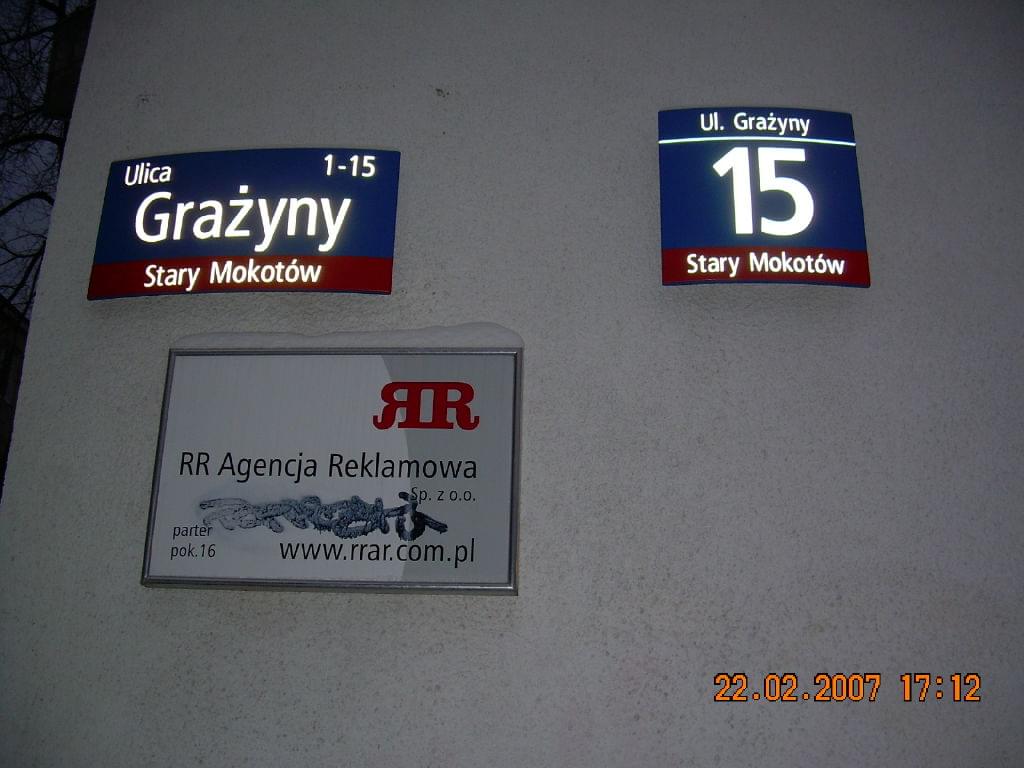 Ulica 1-15
Grażyny
Stary Mokotów
Ul. Grażyny
15
Stary Mokotów
RR
RR Agencja Reklamowa
Sp. z o.o.
parter
pok.16
www.rrar.com.pl
22.02.2007 17:12